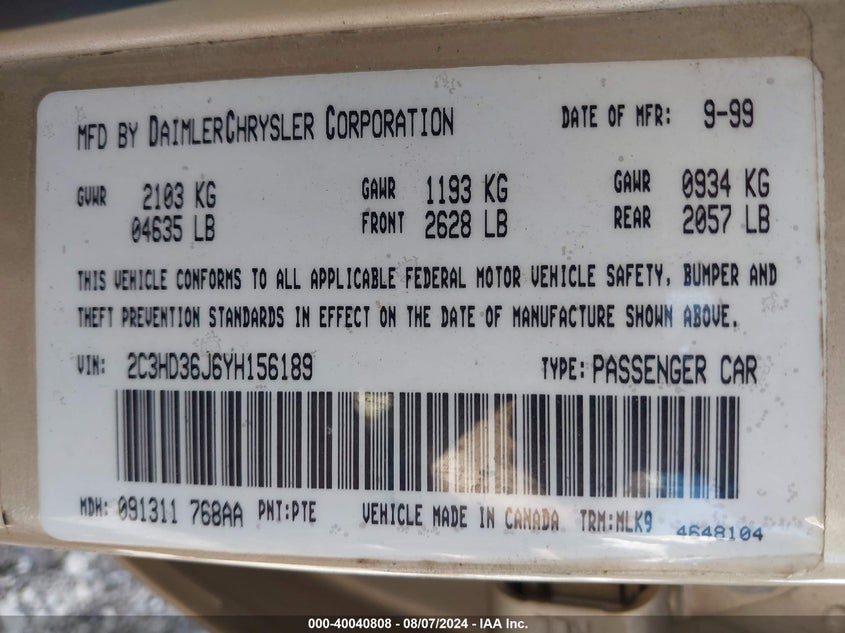 MFD BY DAIMLERCHRYSLER CORPORATION DATE OF MFR: 9-99
GVWR 2103 KG GAWR 1193 KG GAWR 0934 KG
04635 LB FRONT 2628 LB REAR 2057 LB
THIS VEHICLE CONFORMS TO ALL APPLICABLE FEDERAL MOTOR VEHICLE SAFETY, BUMPER AND
THEFT PREVENTION STANDARDS IN EFFECT ON THE DATE OF MANUFACTURE SHOWN ABOVE.
VIN: 2C3HD36J6YH156189 TYPE: PASSENGER CAR
MDH: 091311 768AA PNT:PTE VEHICLE MADE IN CANADA TRM:MLK9 4648104
000-40040808 - 08/07/2024 - IAA Inc.